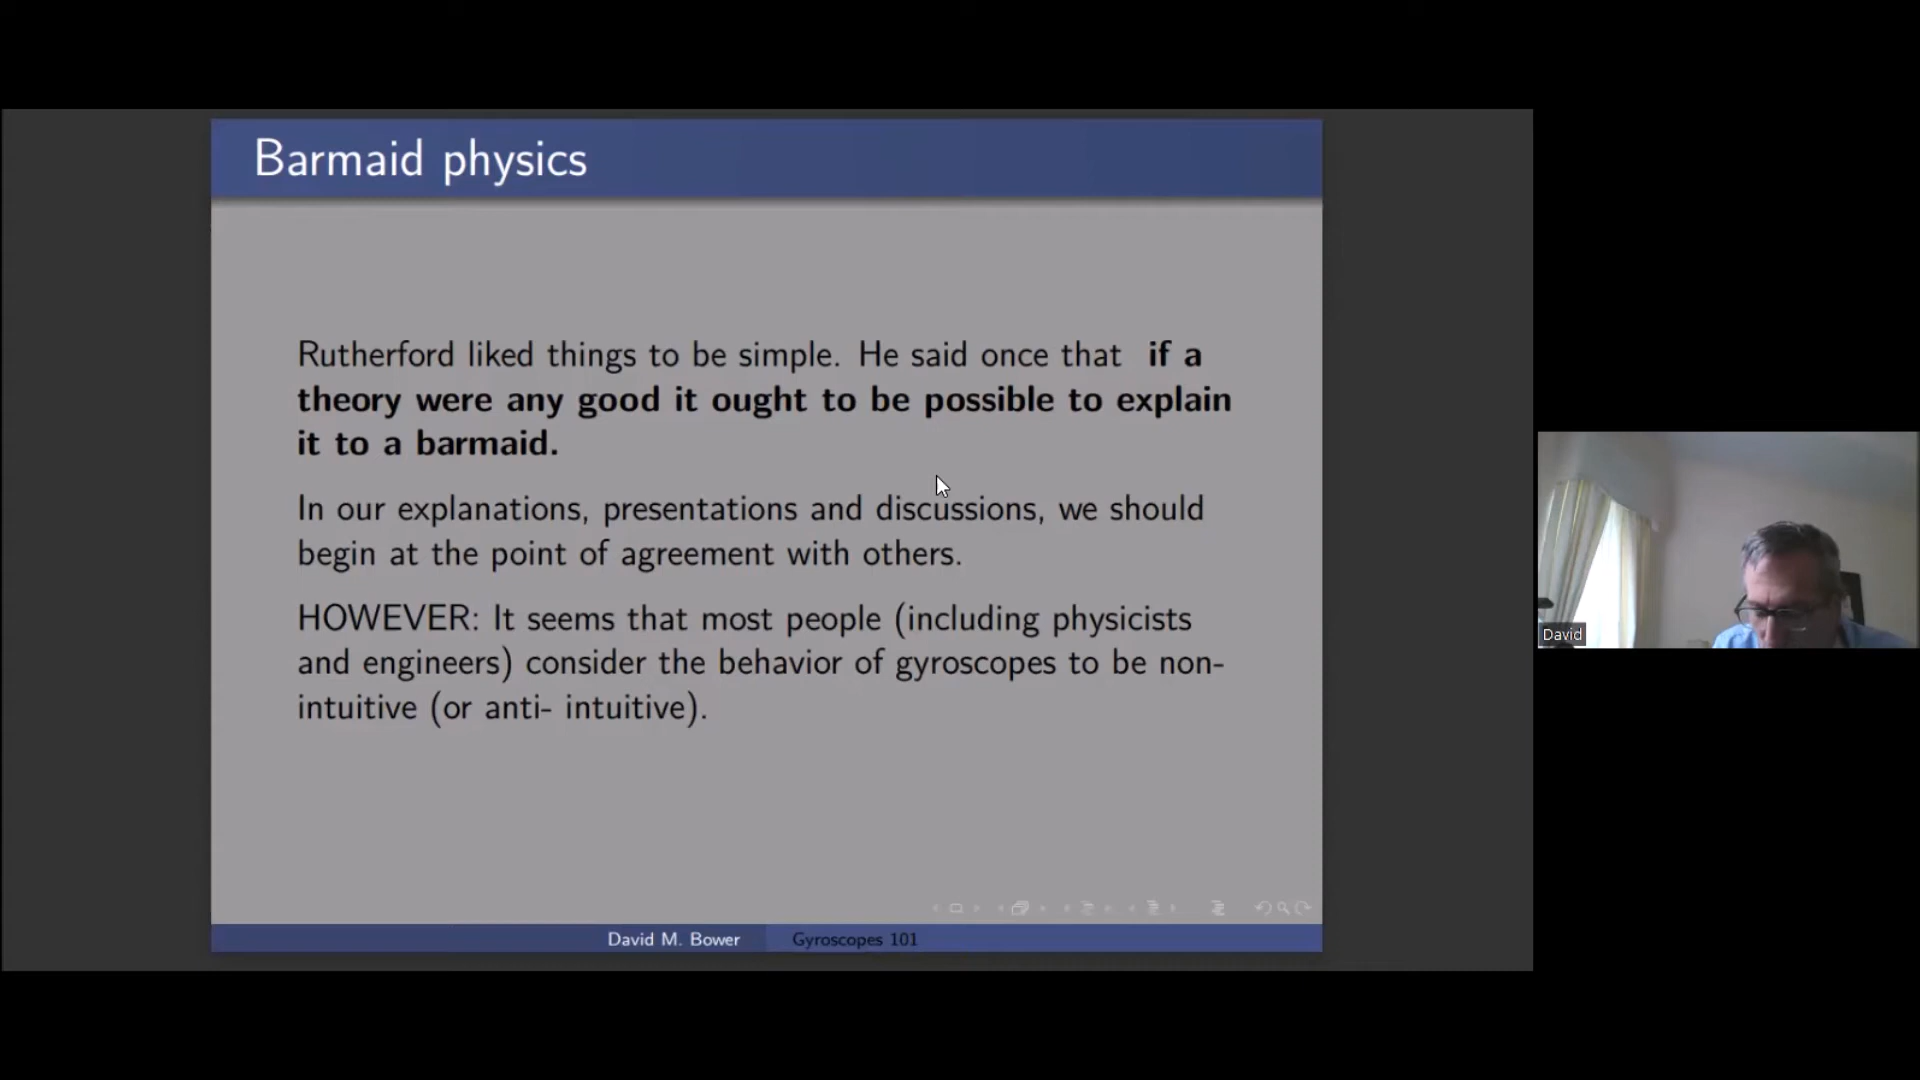 Barmaid physics
Rutherford liked things to be simple. He said once that if a
theory were any good it ought to be possible to explain
it to a barmaid.
In our explanations, presentations and discussions, we should
begin at the point of agreement with others.
HOWEVER: It seems that most people (including physicists
and engineers) consider the behavior of gyroscopes to be non-
intuitive (or anti- intuitive).
David
David M. Bower
Gyroscopes 101